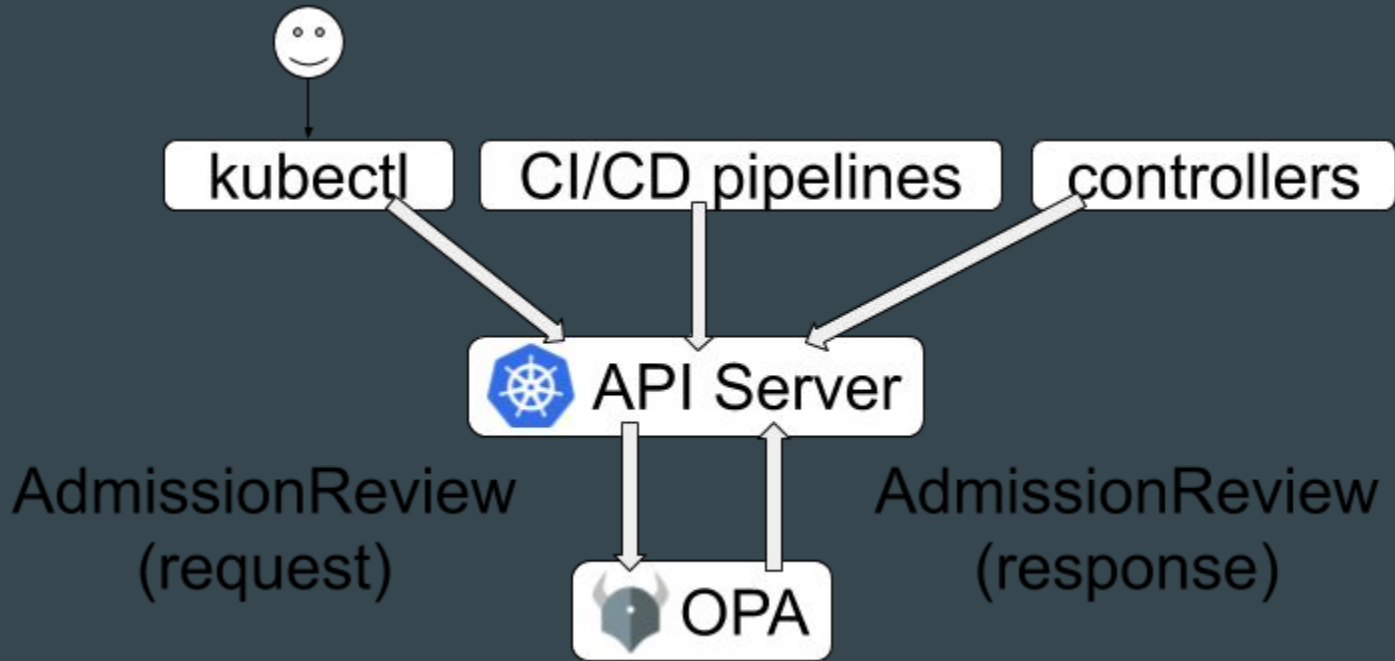 kubectl
CI/CD pipelines
controllers
API Server
AdmissionReview
(request)
AdmissionReview
(response)
OPA